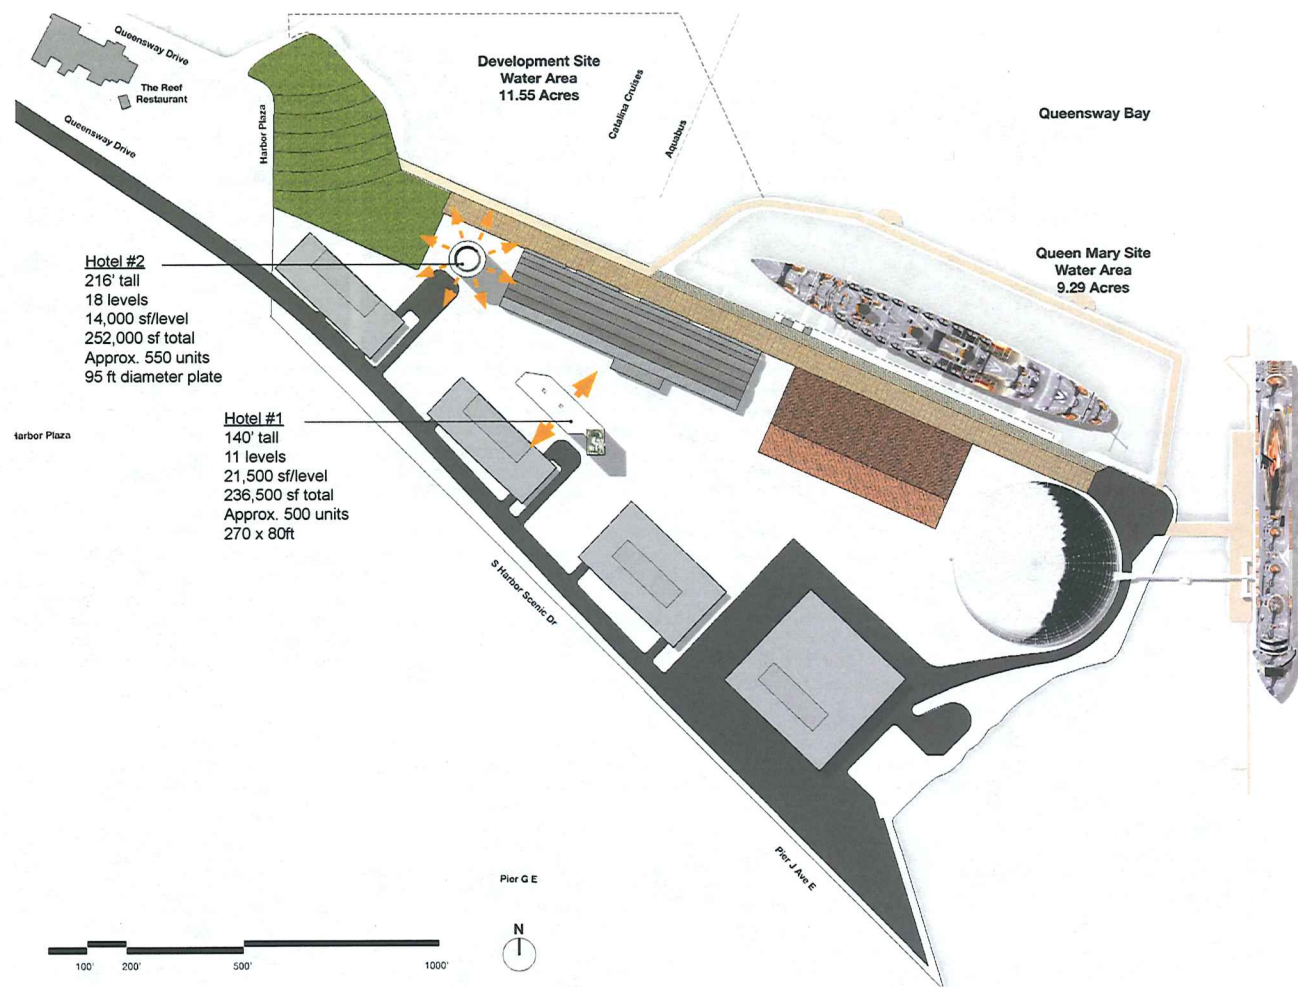 Queensway Drive
The Reef
Restaurant
Queensway Drive
Harbor Plaza
Development Site
Water Area
11.55 Acres
Catalina Cruises
Aquabus
Queensway Bay
Queen Mary Site
Water Area
9.29 Acres
Hotel #2
216' tall
18 levels
14,000 sf/level
252,000 sf total
Approx. 550 units
95 ft diameter plate
Hotel #1
140' tall
11 levels
21,500 sf/level
236,500 sf total
Approx. 500 units
270 x 80ft
Harbor Plaza
S Harbor Scenic Dr
Pier J Ave E
Pier G E
N
100'
200'
500'
1000'